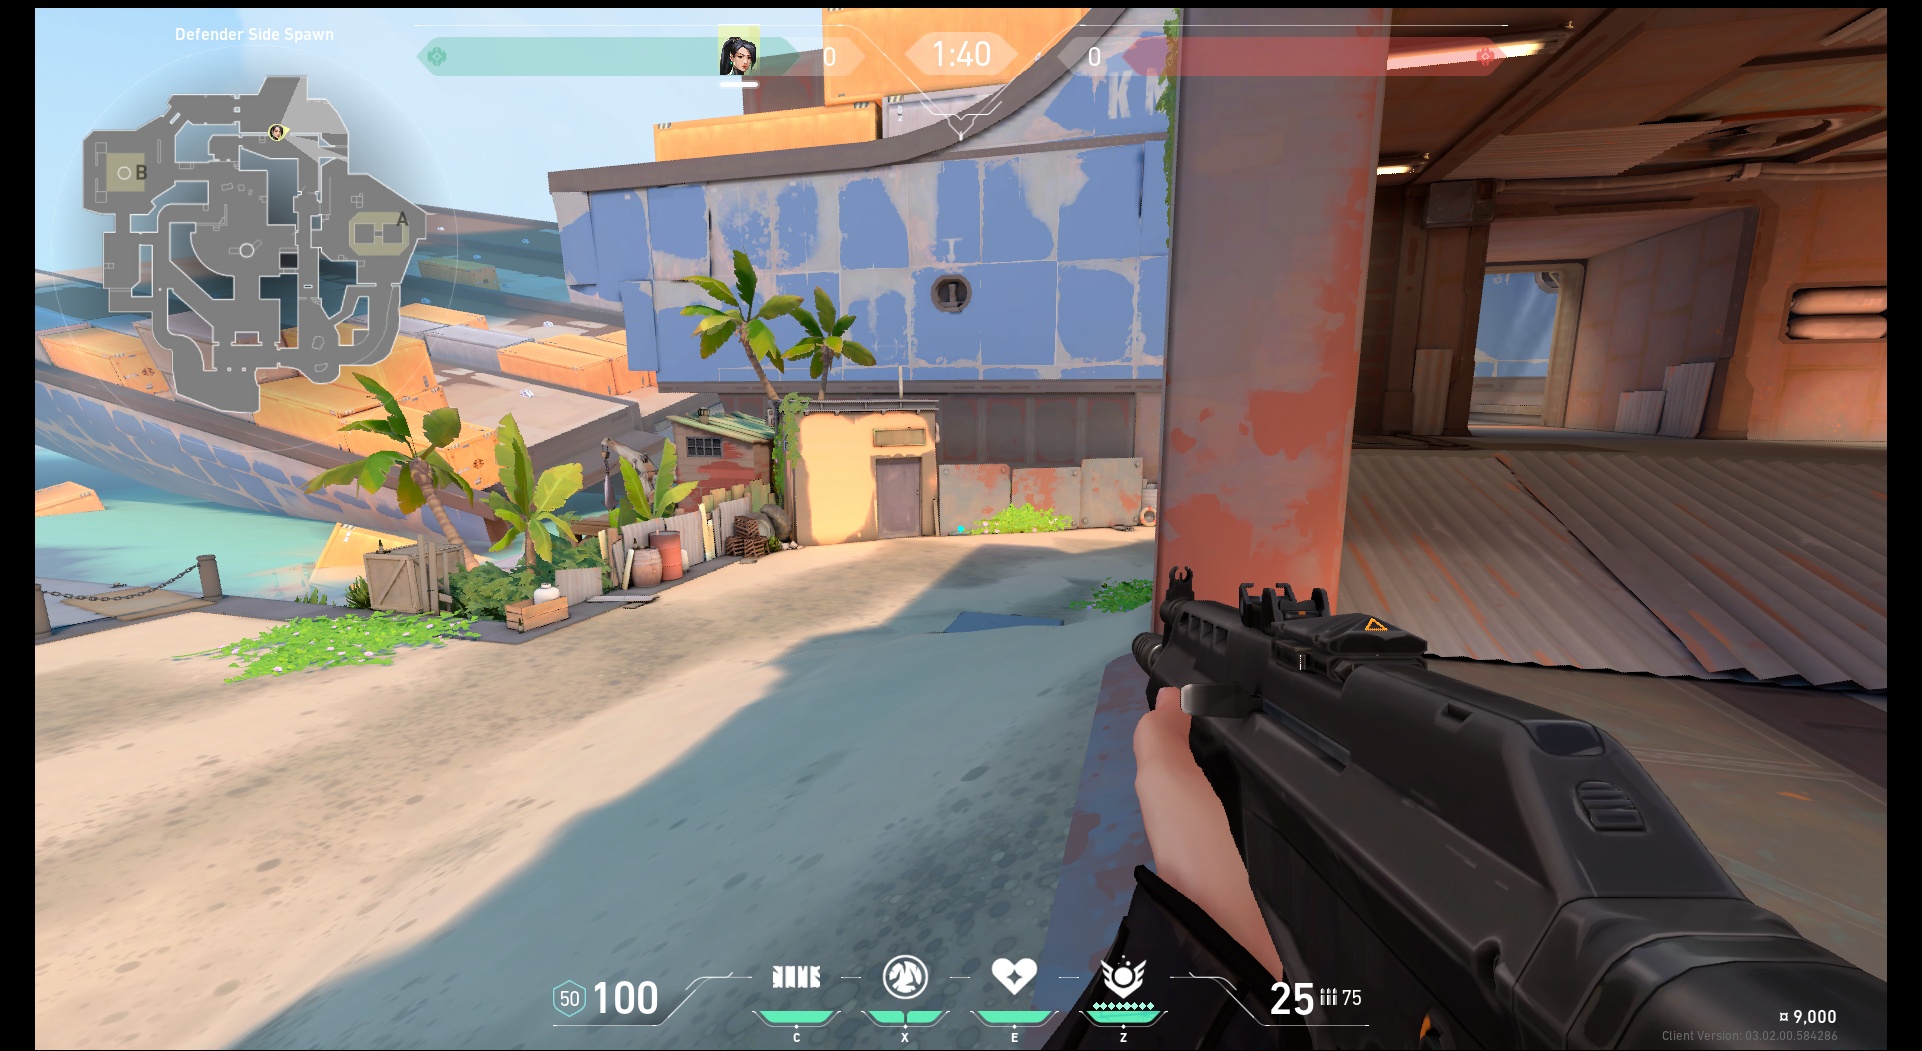 Defender Side Spawn
0
1:40
0
K
B
A
50 100
25 75
C
X
E
Z
¤ 9,000
Client Version: 03.02.00.584286